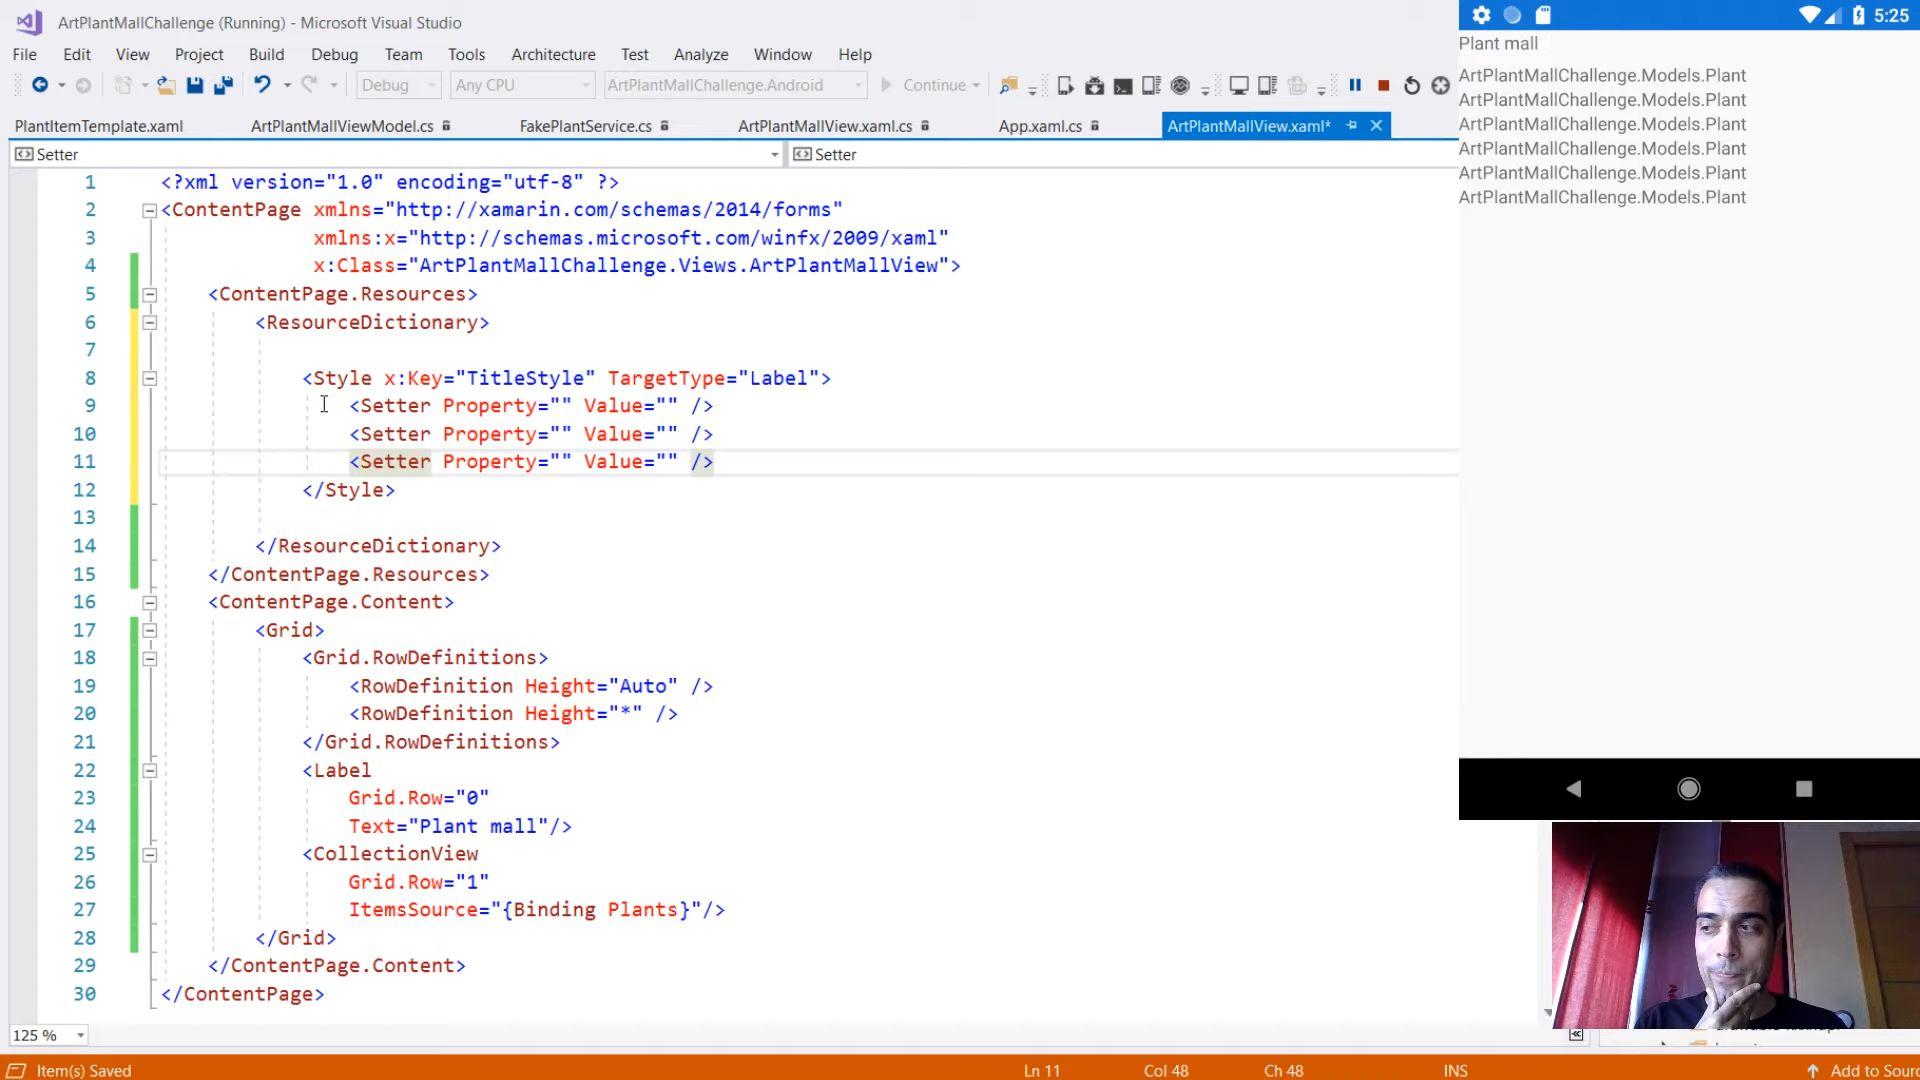 ArtPlantMallChallenge (Running) - Microsoft Visual Studio
File Edit View Project Build Debug Team Tools Architecture Test Analyze Window Help
Debug Any CPU ArtPlantMallChallenge.Android Continue
PlantItemTemplate.xaml ArtPlantMallViewModel.cs FakePlantService.cs ArtPlantMallView.xaml.cs App.xaml.cs ArtPlantMallView.xaml*
Setter Setter
1 <?xml version="1.0" encoding="utf-8" ?>
2 <ContentPage xmlns="http://xamarin.com/schemas/2014/forms"
3 xmlns:x="http://schemas.microsoft.com/winfx/2009/xaml"
4 x:Class="ArtPlantMallChallenge.Views.ArtPlantMallView">
5 <ContentPage.Resources>
6 <ResourceDictionary>
7
8 <Style x:Key="TitleStyle" TargetType="Label">
9 <Setter Property="" Value="" />
10 <Setter Property="" Value="" />
11 <Setter Property="" Value="" />
12 </Style>
13
14 </ResourceDictionary>
15 </ContentPage.Resources>
16 <ContentPage.Content>
17 <Grid>
18 <Grid.RowDefinitions>
19 <RowDefinition Height="Auto" />
20 <RowDefinition Height="*" />
21 </Grid.RowDefinitions>
22 <Label
23 Grid.Row="0"
24 Text="Plant mall"/>
25 <CollectionView
26 Grid.Row="1"
27 ItemsSource="{Binding Plants}"/>
28 </Grid>
29 </ContentPage.Content>
30 </ContentPage>
125 %
Item(s) Saved Ln 11 Col 48 Ch 48 INS Add to Sourc
5:25
Plant mall
ArtPlantMallChallenge.Models.Plant
ArtPlantMallChallenge.Models.Plant
ArtPlantMallChallenge.Models.Plant
ArtPlantMallChallenge.Models.Plant
ArtPlantMallChallenge.Models.Plant
ArtPlantMallChallenge.Models.Plant